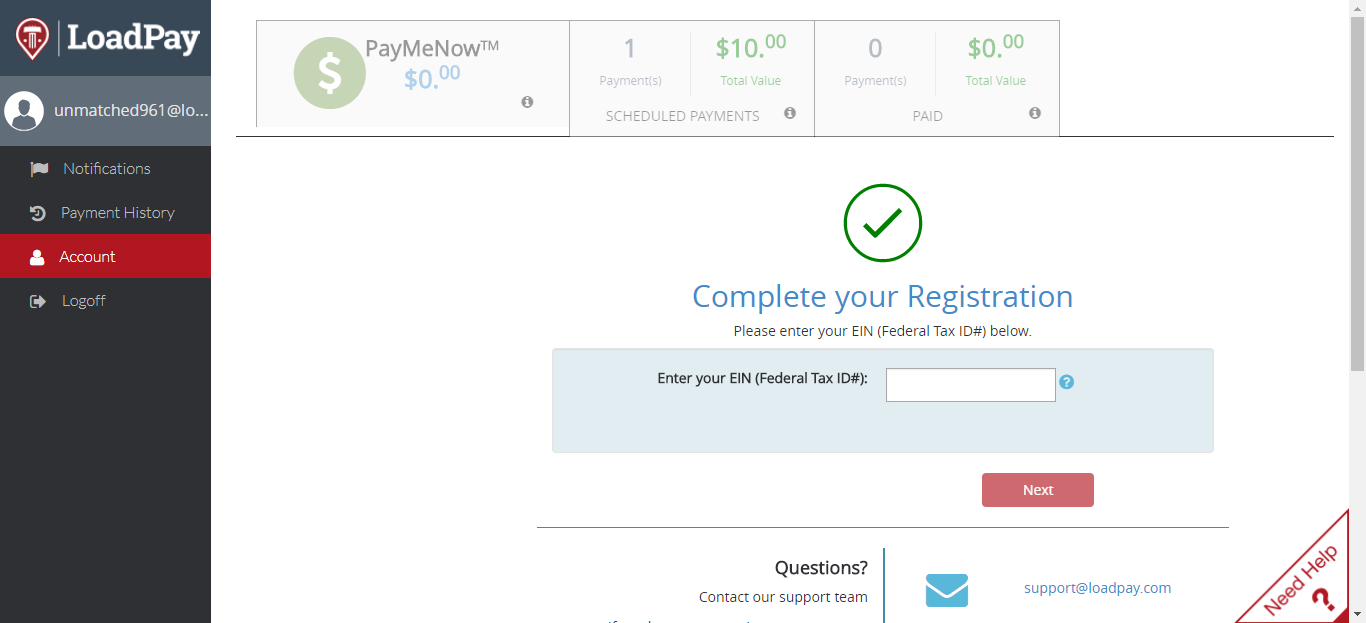 LoadPay
unmatched961@lo...
Notifications
Payment History
Account
Logoff
PayMeNow™
$0.00
1
Payment(s)
$10.00
Total Value
SCHEDULED PAYMENTS
0
Payment(s)
$0.00
Total Value
PAID
Complete your Registration
Please enter your EIN (Federal Tax ID#) below.
Enter your EIN (Federal Tax ID#):
Next
Questions?
Contact our support team
support@loadpay.com
Need Help
?